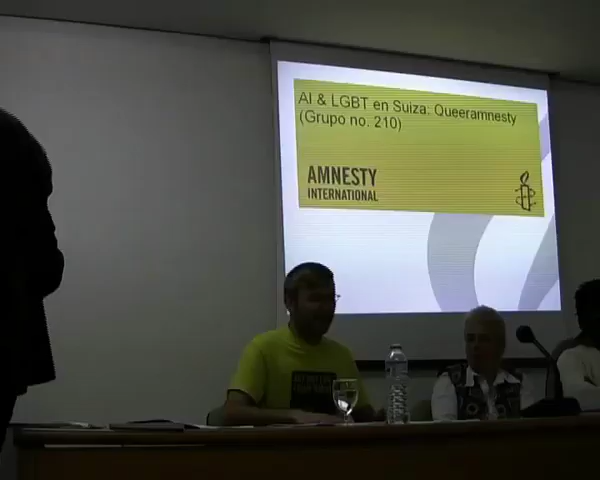 AI & LGBT en Suiza: Queeramnesty
(Grupo no. 210)
AMNESTY
INTERNATIONAL